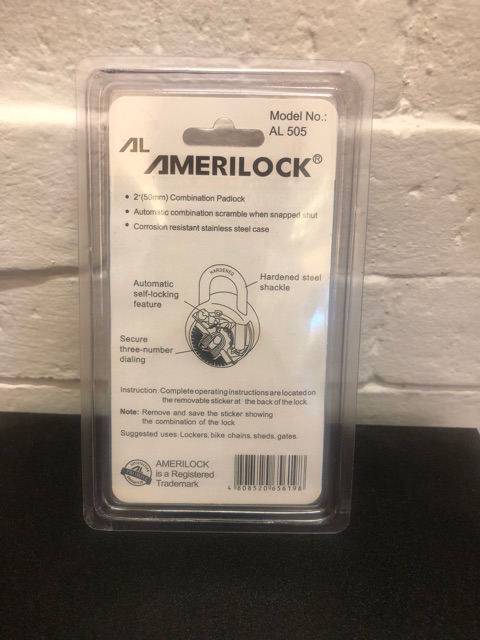 Model No.:
AL 505
AL
AMERILOCK®
• 2"(50mm) Combination Padlock
• Automatic combination scramble when snapped shut
• Corrosion resistant stainless steel case
HARDENED
Hardened steel
shackle
Automatic
self-locking
feature
Secure
three-number
dialing
Instruction: Complete operating instructions are located on
the removable sticker at the back of the lock.
Note: Remove and save the sticker showing
the combination of the lock
Suggested uses: Lockers, bike chains, sheds, gates.
AMERILOCK
is a Registered
Trademark
4 808520 656198